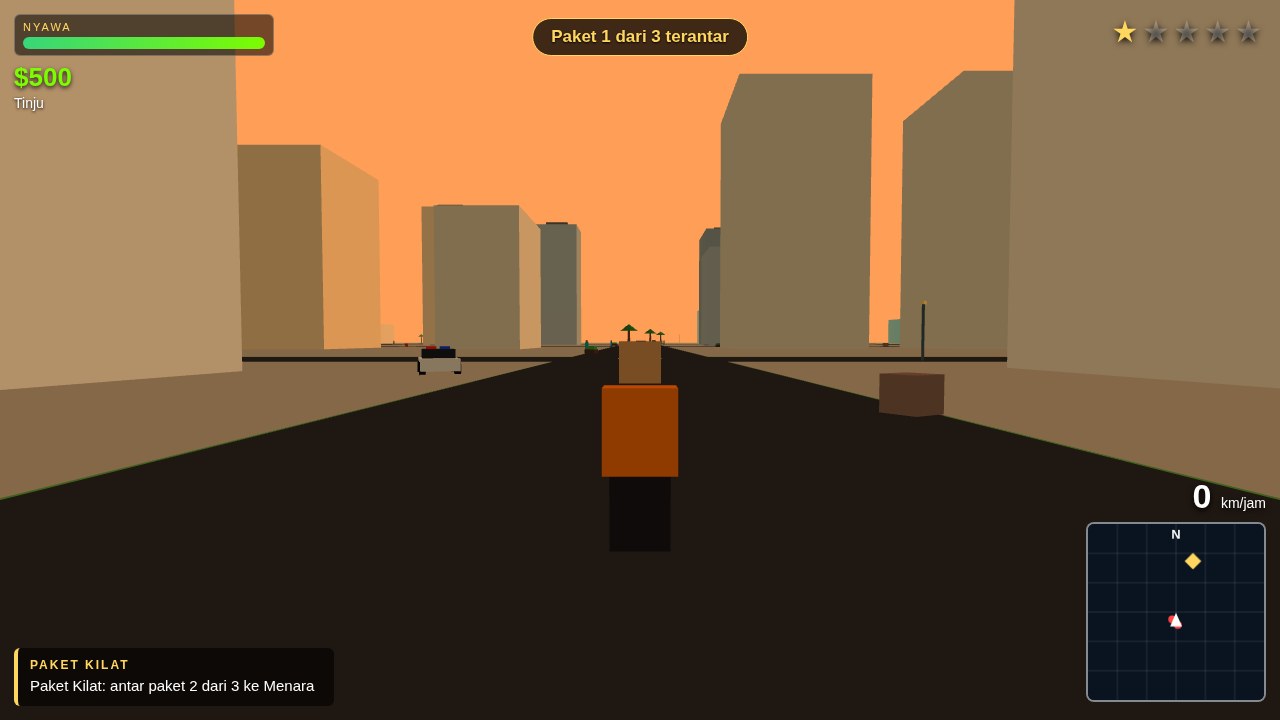 NYAWA
$500
Tinju
Paket 1 dari 3 terantar
0 km/jam
N
PAKET KILAT
Paket Kilat: antar paket 2 dari 3 ke Menara